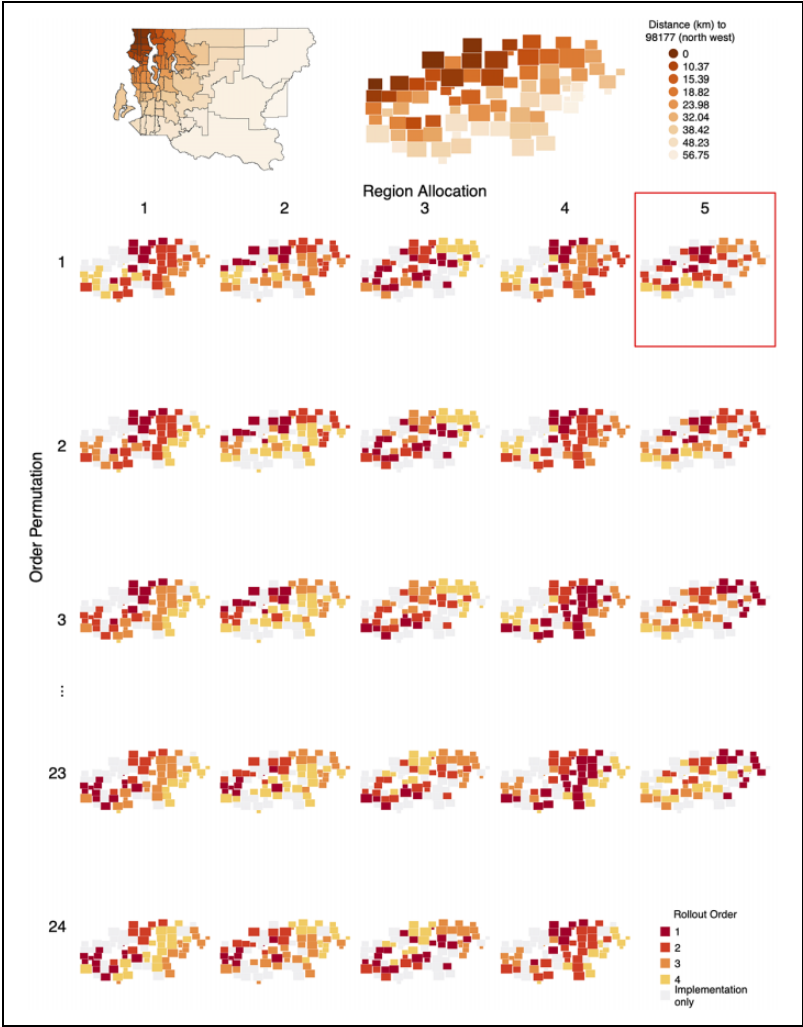 Distance (km) to
98177 (north west)
0
10.37
15.39
18.82
23.98
32.04
38.42
48.23
56.75
Region Allocation
1 2 3 4 5
Order Permutation
1
2
3
...
23
24
Rollout Order
1
2
3
4
Implementation
only